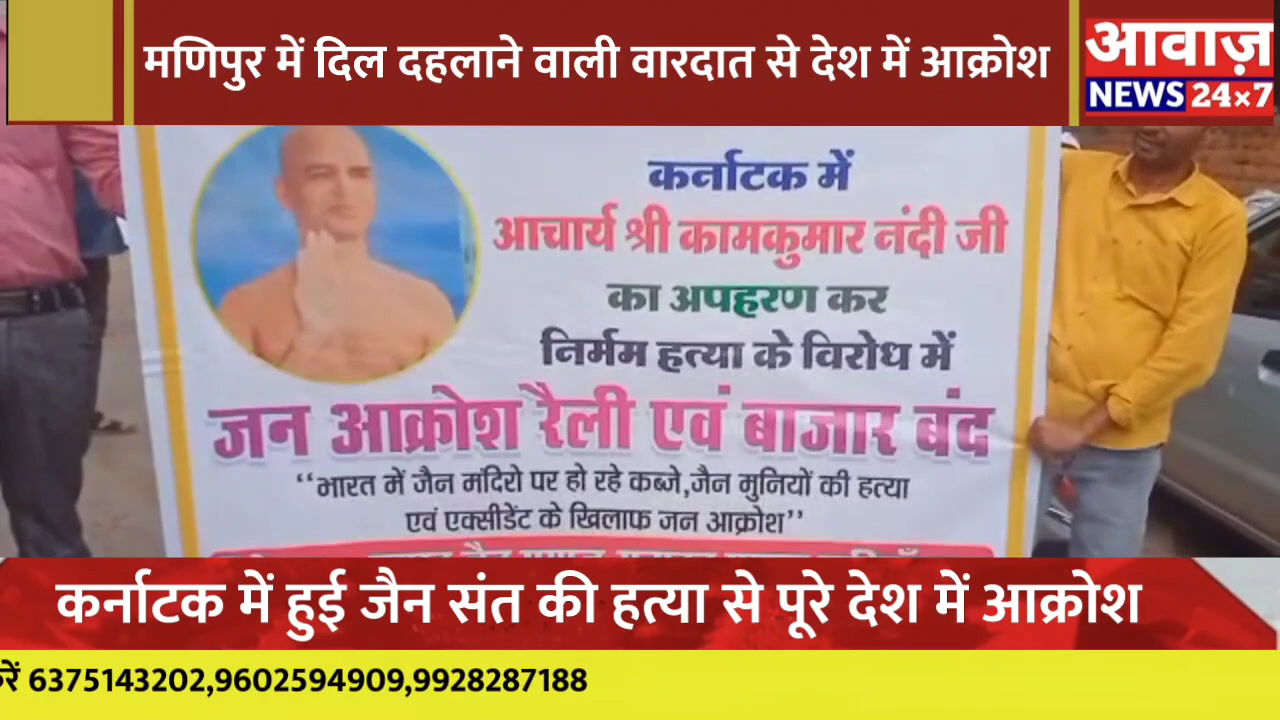 मणिपुर में दिल दहलाने वाली वारदात से देश में आक्रोश
आवाज़
NEWS 24×7
कर्नाटक में
आचार्य श्री कामकुमार नंदी जी
का अपहरण कर
निर्मम हत्या के विरोध में
जन आक्रोश रैली एवं बाजार बंद
‘‘भारत में जैन मंदिरो पर हो रहे कब्जे,जैन मुनियों की हत्या
एवं एक्सीडेंट के खिलाफ जन आक्रोश’’
कर्नाटक में हुई जैन संत की हत्या से पूरे देश में आक्रोश
6375143202,9602594909,9928287188